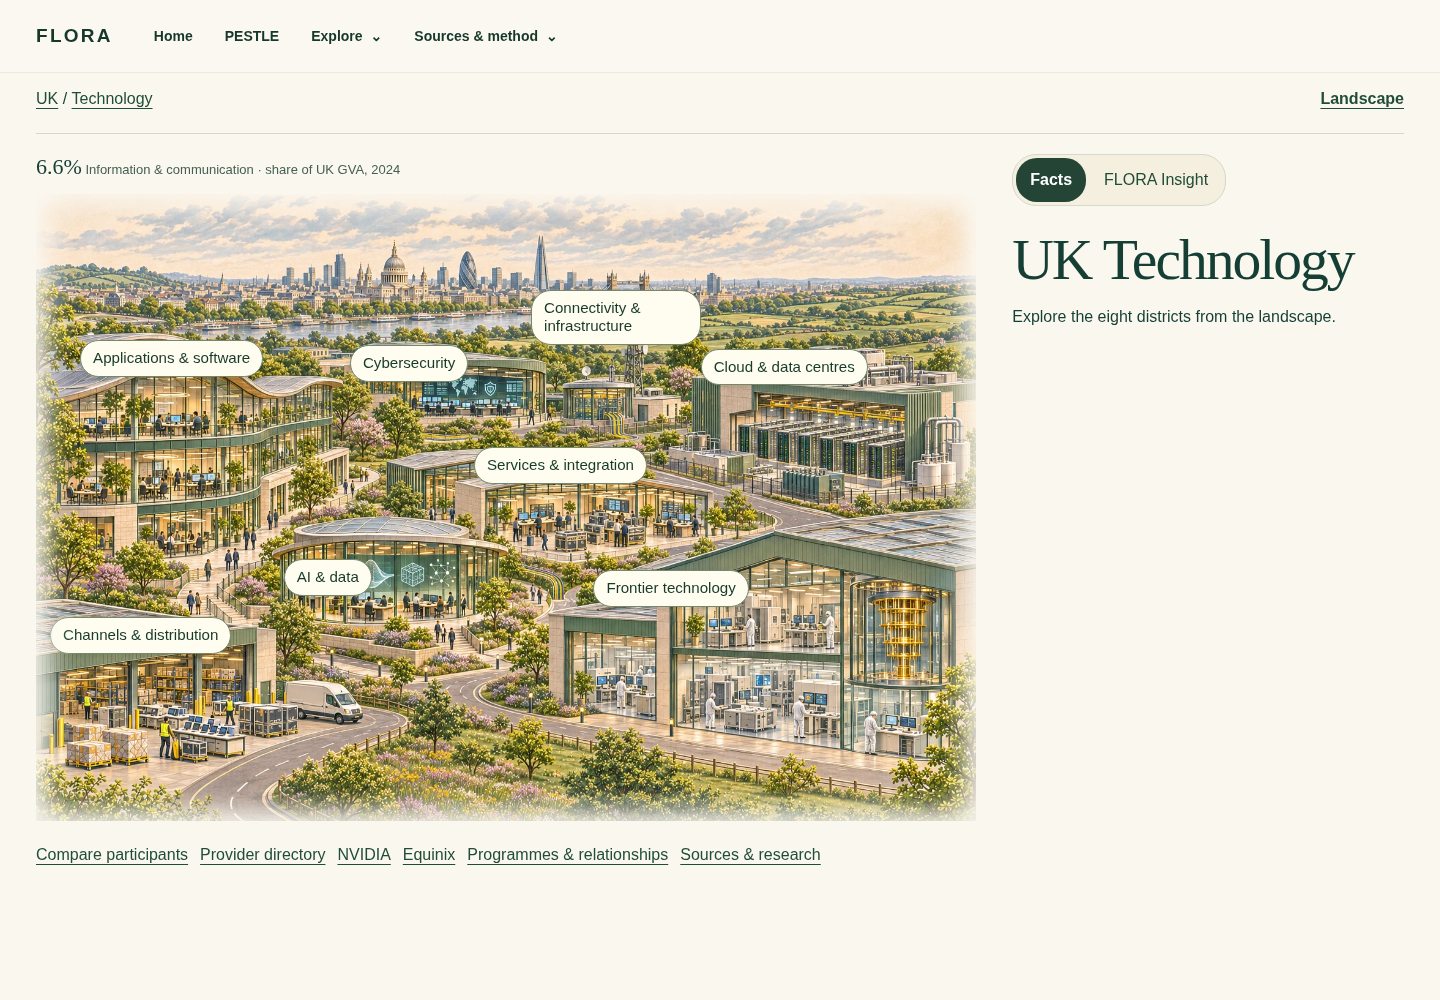 FLORA
Home
PESTLE
Explore
Sources & method
UK / Technology
Landscape
6.6% Information & communication · share of UK GVA, 2024
Facts
FLORA Insight
UK Technology
Explore the eight districts from the landscape.
Connectivity &
infrastructure
Applications & software
Cybersecurity
Cloud & data centres
Services & integration
AI & data
Frontier technology
Channels & distribution
Compare participants
Provider directory
NVIDIA
Equinix
Programmes & relationships
Sources & research